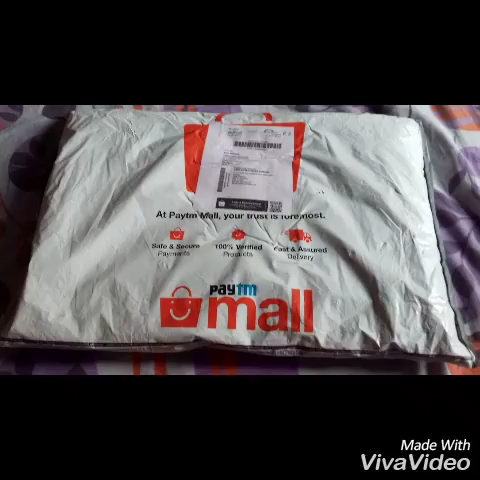 At Paytm Mall, your trust is foremost.
Safe & Secure
Payments
100% Verified
Products
Fast & Assured
Delivery
paytm
mall
Made With
VivaVideo